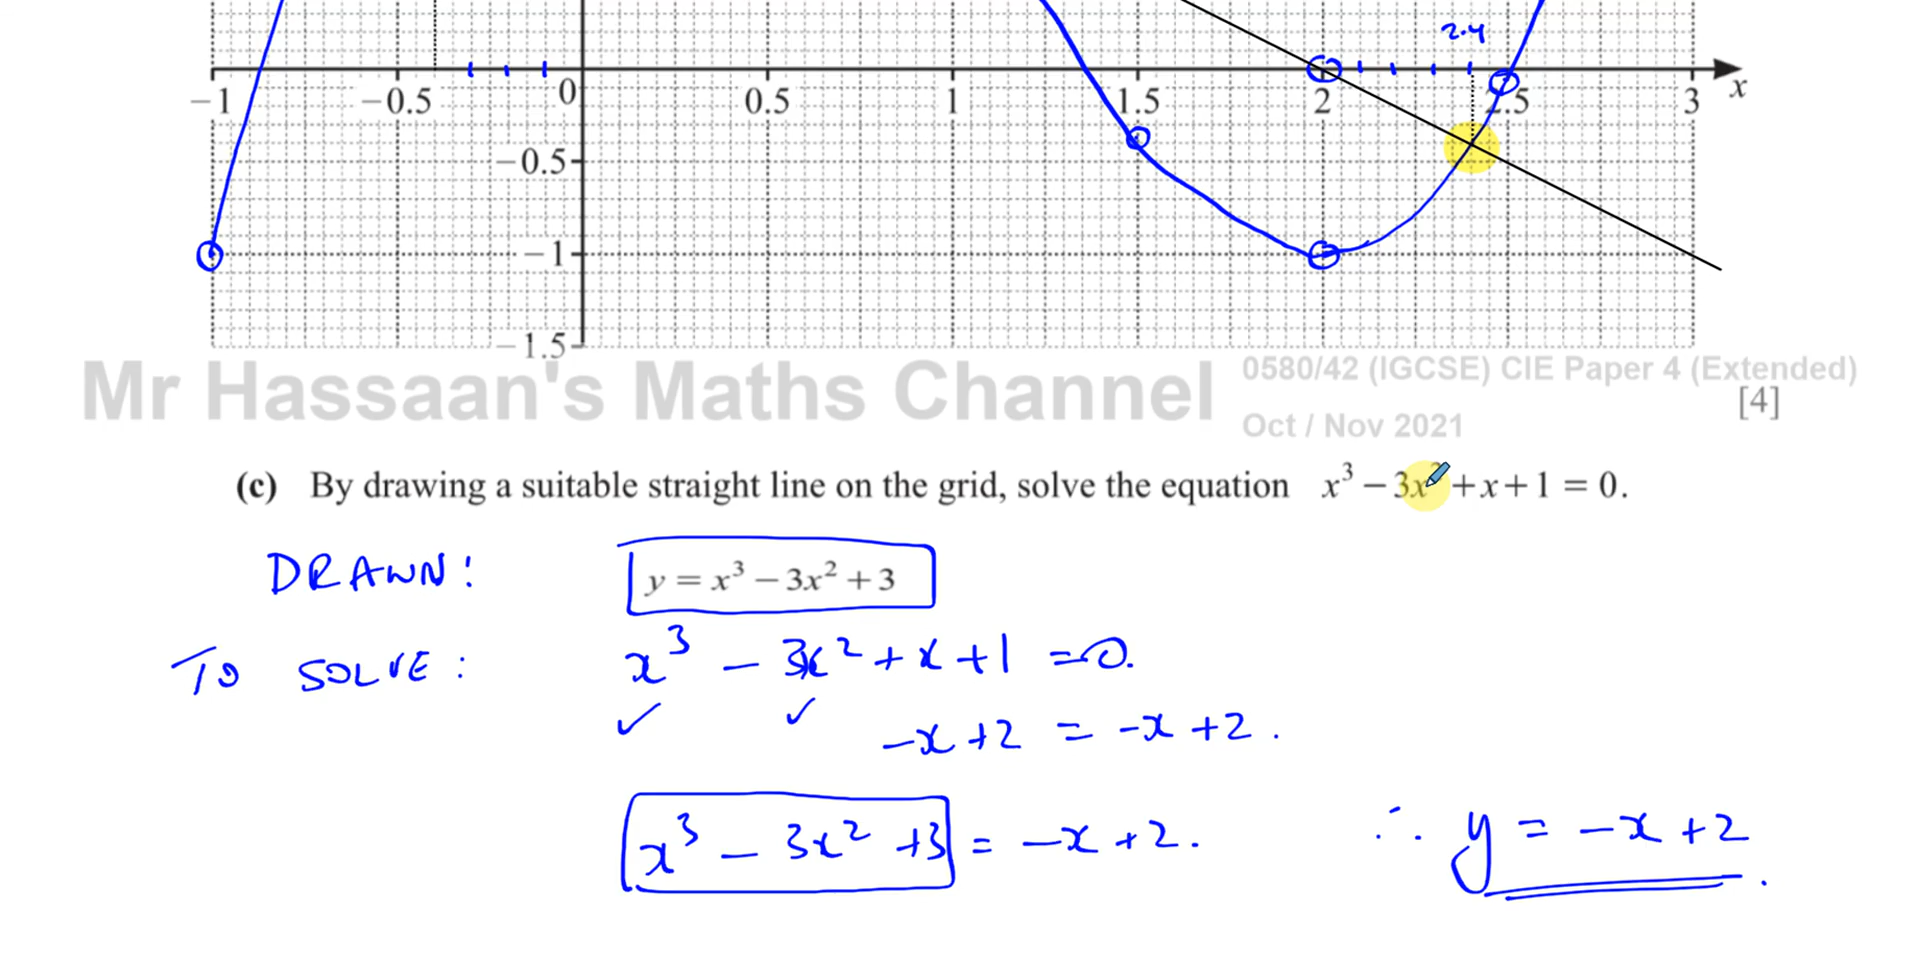 2.4
−1 −0.5 0 0.5 1 1.5 2 2.5 3 x
−0.5
−1
−1.5
Mr Hassaan's Maths Channel 0580/42 (IGCSE) CIE Paper 4 (Extended)
[4]
Oct / Nov 2021
(c) By drawing a suitable straight line on the grid, solve the equation x³ − 3x² + x + 1 = 0.
DRAWN: y = x³ − 3x² + 3
TO SOLVE: x³ − 3x² + x + 1 = 0.
✓ ✓ −x + 2 = −x + 2.
x³ − 3x² + 3 = −x + 2. ∴ y = −x + 2.